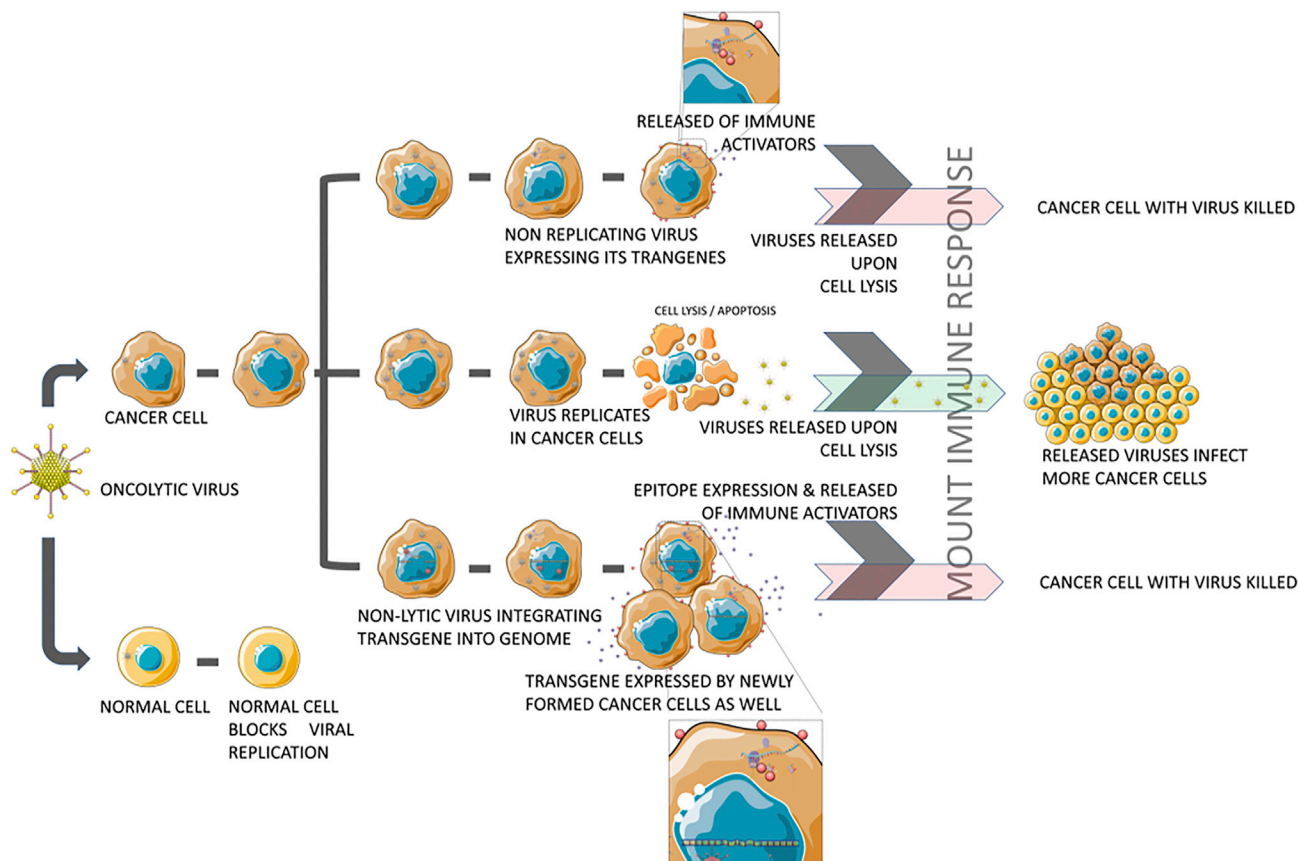 RELEASED OF IMMUNE
ACTIVATORS
NON REPLICATING VIRUS
EXPRESSING ITS TRANGENES
VIRUSES RELEASED
UPON
CELL LYSIS
CANCER CELL WITH VIRUS KILLED
MOUNT IMMUNE RESPONSE
CELL LYSIS / APOPTOSIS
CANCER CELL
VIRUS REPLICATES
IN CANCER CELLS
VIRUSES RELEASED UPON
CELL LYSIS
RELEASED VIRUSES INFECT
MORE CANCER CELLS
ONCOLYTIC VIRUS
EPITOPE EXPRESSION & RELEASED
OF IMMUNE ACTIVATORS
CANCER CELL WITH VIRUS KILLED
NON-LYTIC VIRUS INTEGRATING
TRANSGENE INTO GENOME
TRANSGENE EXPRESSED BY NEWLY
FORMED CANCER CELLS AS WELL
NORMAL CELL
NORMAL CELL
BLOCKS VIRAL
REPLICATION